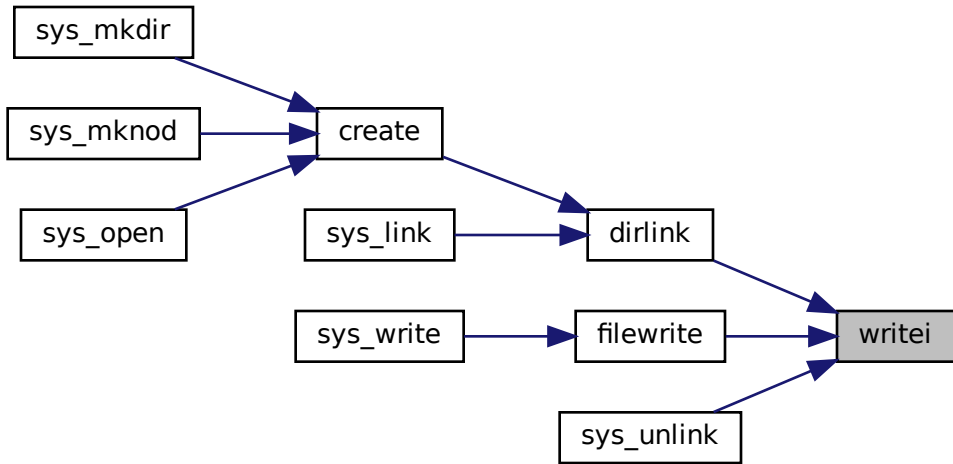 sys_mkdir
sys_mknod
create
sys_open
sys_link
dirlink
sys_write
filewrite
writei
sys_unlink